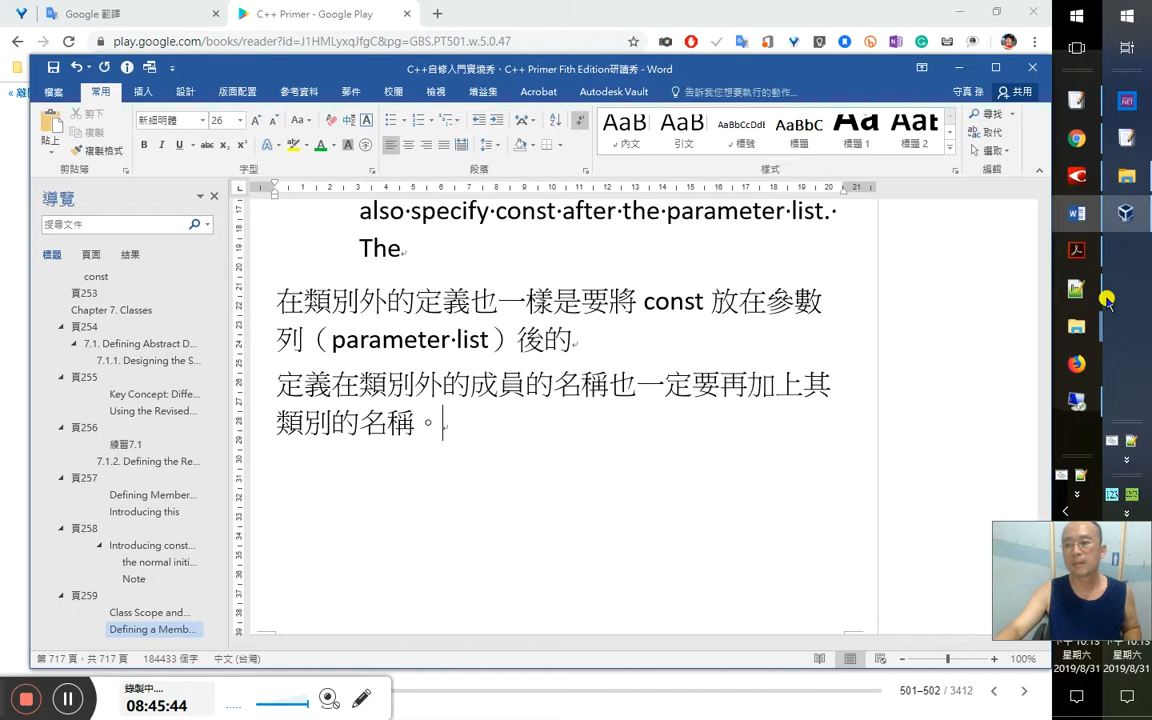 Google 翻譯
C++ Primer - Google Play
play.google.com/books/reader?id=J1HMLyxqJfgC&pg=GBS.PT501.w.5.0.47
C++自修入門實境秀、C++ Primer Fith Edition研讀秀 - Word
檔案 常用 插入 設計 版面配置 參考資料 郵件 校閱 檢視 增益集 Acrobat Autodesk Vault 告訴我您想要執行的動作... 守真 孫 共用
貼上 剪下 複製 複製格式
新細明體 26
AaB AaB AaBbCcDdE AaBbC AaB AaB
內文 引文 標號 標題 標題 1 標題 2
尋找 取代 選取
剪貼簿 字型 段落 樣式 編輯
導覽
搜尋文件
標題 頁面 結果
const
頁253
Chapter 7. Classes
頁254
7.1. Defining Abstract D...
7.1.1. Designing the S...
頁255
Key Concept: Diffe...
Using the Revised...
頁256
練習7.1
7.1.2. Defining the Re...
頁257
Defining Member...
Introducing this
頁258
Introducing const...
the normal initi...
Note
頁259
Class Scope and...
Defining a Memb...
also·specify·const·after·the·parameter·list.·
The
在類別外的定義也一樣是要將 const 放在參數
列（parameter·list）後的
定義在類別外的成員的名稱也一定要再加上其
類別的名稱。
第 717 頁，共 717 頁 184433 個字 中文 (台灣) 100%
錄製中....
08:45:44
501–502 / 3412
星期六 星期六
2019/8/31 2019/8/31